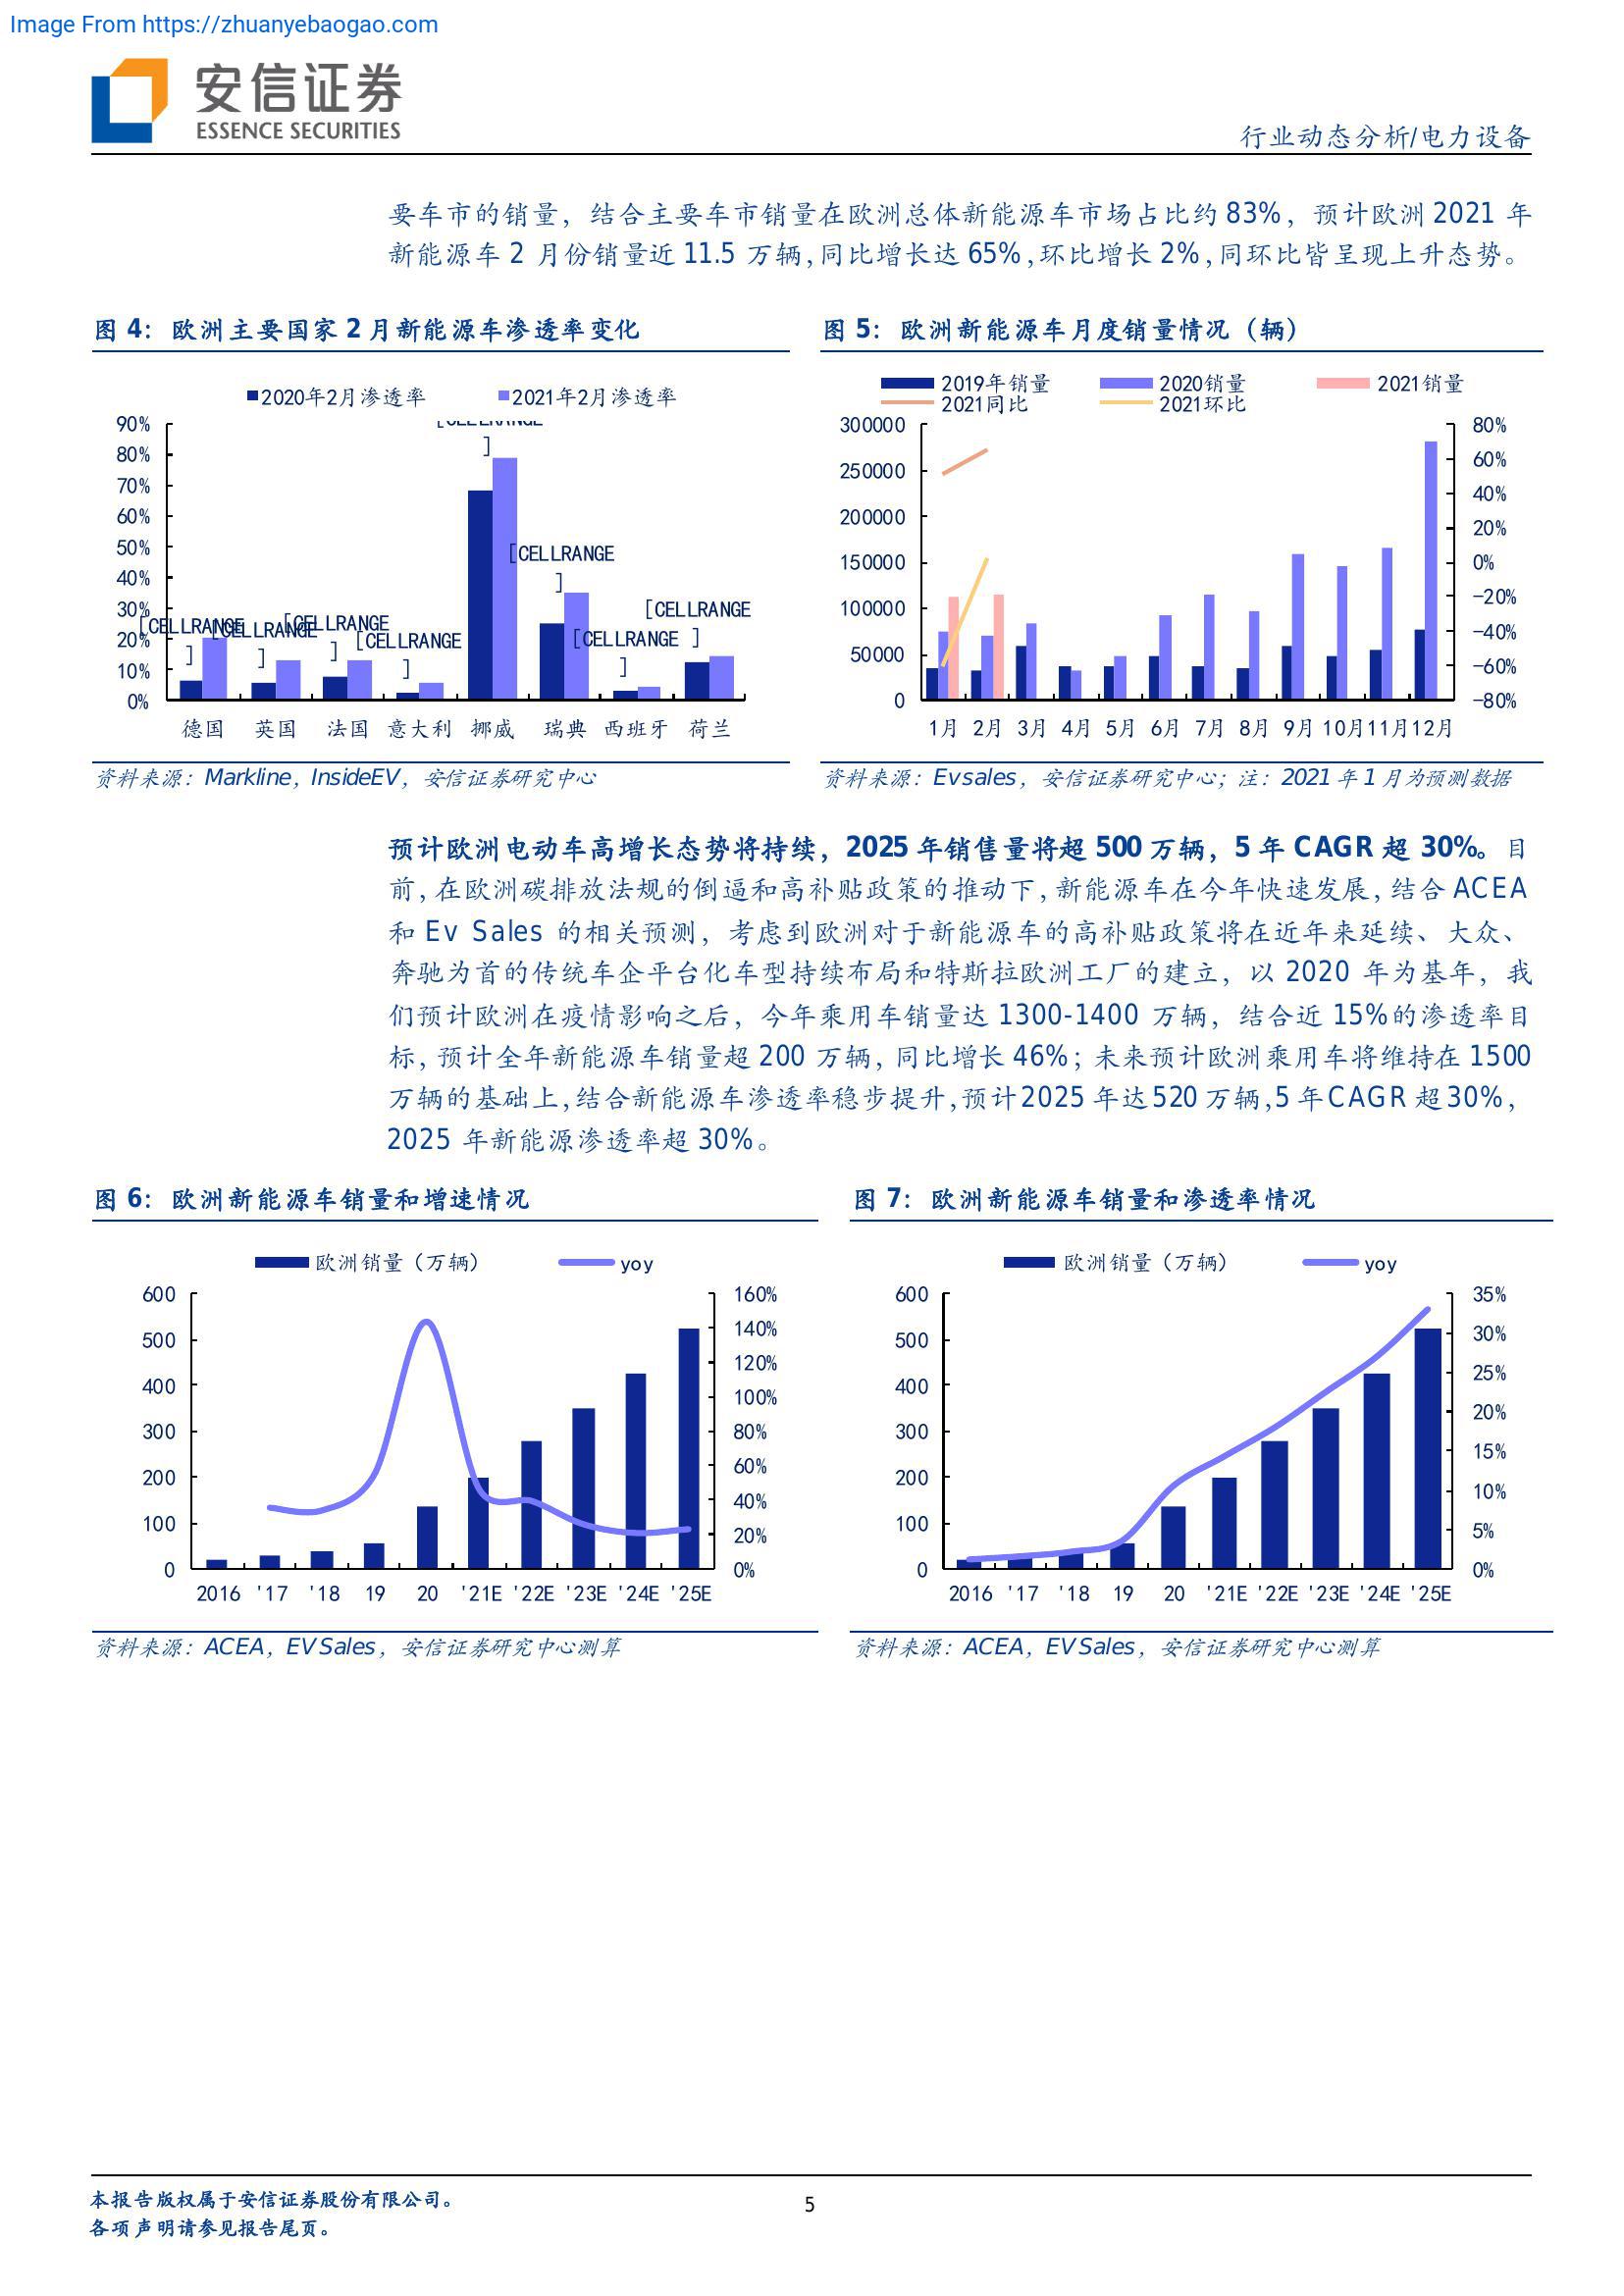 Image From https://zhuanyebaogao.com
安信证券
ESSENCE SECURITIES
行业动态分析/电力设备
要车市的销量，结合主要车市销量在欧洲总体新能源车市场占比约 83%，预计欧洲 2021 年
新能源车 2 月份销量近 11.5 万辆，同比增长达 65%，环比增长 2%，同环比皆呈现上升态势。
图 4：欧洲主要国家 2 月新能源车渗透率变化
2020年2月渗透率 2021年2月渗透率
90%
80%
70%
60%
50%
40%
30%
20%
10%
0%
[CELLRANGE
]
[CELLRANGE
]
[CELLRANGE
]
[CELLRANGE
]
[CELLRANGE
]
[CELLRANGE
]
[CELLRANGE
]
[CELLRANGE
]
德国 英国 法国 意大利 挪威 瑞典 西班牙 荷兰
资料来源：Markline，InsideEV，安信证券研究中心
图 5：欧洲新能源车月度销量情况（辆）
2019年销量 2020销量 2021销量
2021同比 2021环比
300000
250000
200000
150000
100000
50000
0
80%
60%
40%
20%
0%
-20%
-40%
-60%
-80%
1月 2月 3月 4月 5月 6月 7月 8月 9月 10月 11月 12月
资料来源：Evsales，安信证券研究中心；注：2021 年 1 月为预测数据
预计欧洲电动车高增长态势将持续，2025 年销售量将超 500 万辆，5 年 CAGR 超 30%。目
前，在欧洲碳排放法规的倒逼和高补贴政策的推动下，新能源车在今年快速发展，结合 ACEA
和 Ev Sales 的相关预测，考虑到欧洲对于新能源车的高补贴政策将在近年来延续、大众、
奔驰为首的传统车企平台化车型持续布局和特斯拉欧洲工厂的建立，以 2020 年为基年，我
们预计欧洲在疫情影响之后，今年乘用车销量达 1300-1400 万辆，结合近 15%的渗透率目
标，预计全年新能源车销量超 200 万辆，同比增长 46%；未来预计欧洲乘用车将维持在 1500
万辆的基础上，结合新能源车渗透率稳步提升，预计2025 年达 520 万辆，5 年 CAGR 超 30%，
2025 年新能源渗透率超 30%。
图 6：欧洲新能源车销量和增速情况
欧洲销量（万辆） yoy
600
500
400
300
200
100
0
160%
140%
120%
100%
80%
60%
40%
20%
0%
2016 '17 '18 19 20 '21E '22E '23E '24E '25E
资料来源：ACEA，EVSales，安信证券研究中心测算
图 7：欧洲新能源车销量和渗透率情况
欧洲销量（万辆） yoy
600
500
400
300
200
100
0
35%
30%
25%
20%
15%
10%
5%
0%
2016 '17 '18 19 20 '21E '22E '23E '24E '25E
资料来源：ACEA，EVSales，安信证券研究中心测算
本报告版权属于安信证券股份有限公司。
各项声明请参见报告尾页。
5